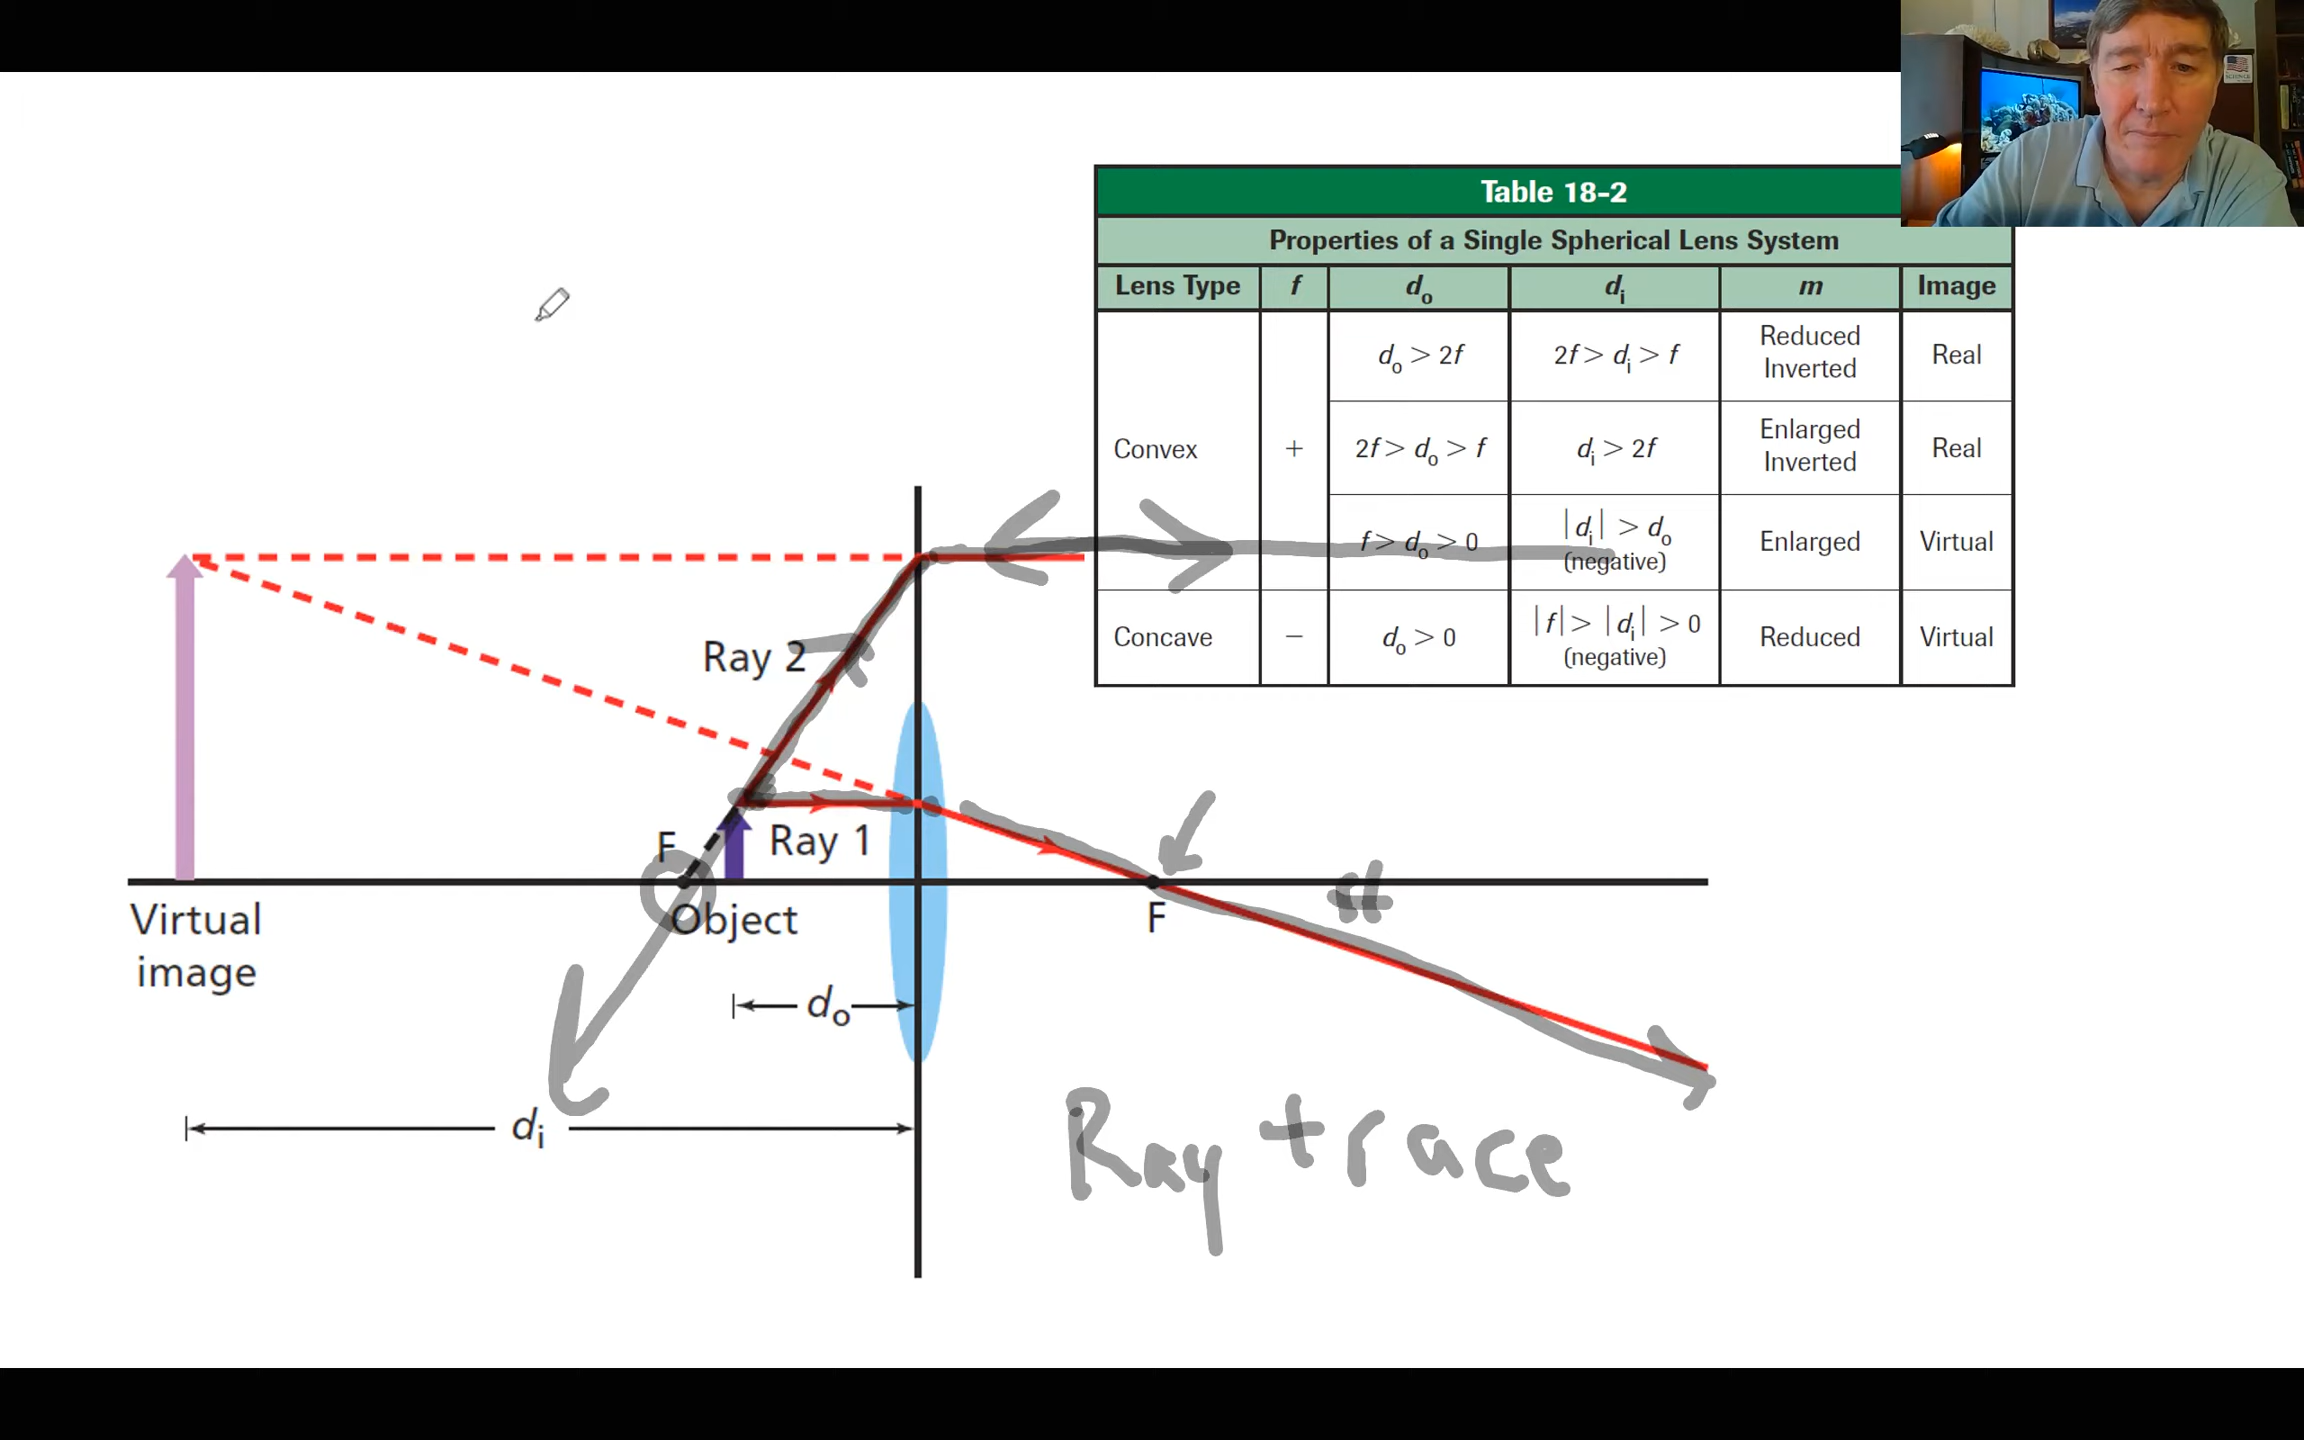 Table 18-2
Properties of a Single Spherical Lens System
Lens Type f do di m Image
Convex + do > 2f 2f > di > f Reduced Inverted Real
2f > do > f di > 2f Enlarged Inverted Real
f > do > 0 |di| > do (negative) Enlarged Virtual
Concave − do > 0 |f| > |di| > 0 (negative) Reduced Virtual
Ray 2
Ray 1
F
Object
F
Virtual
image
do
di
Ray trace